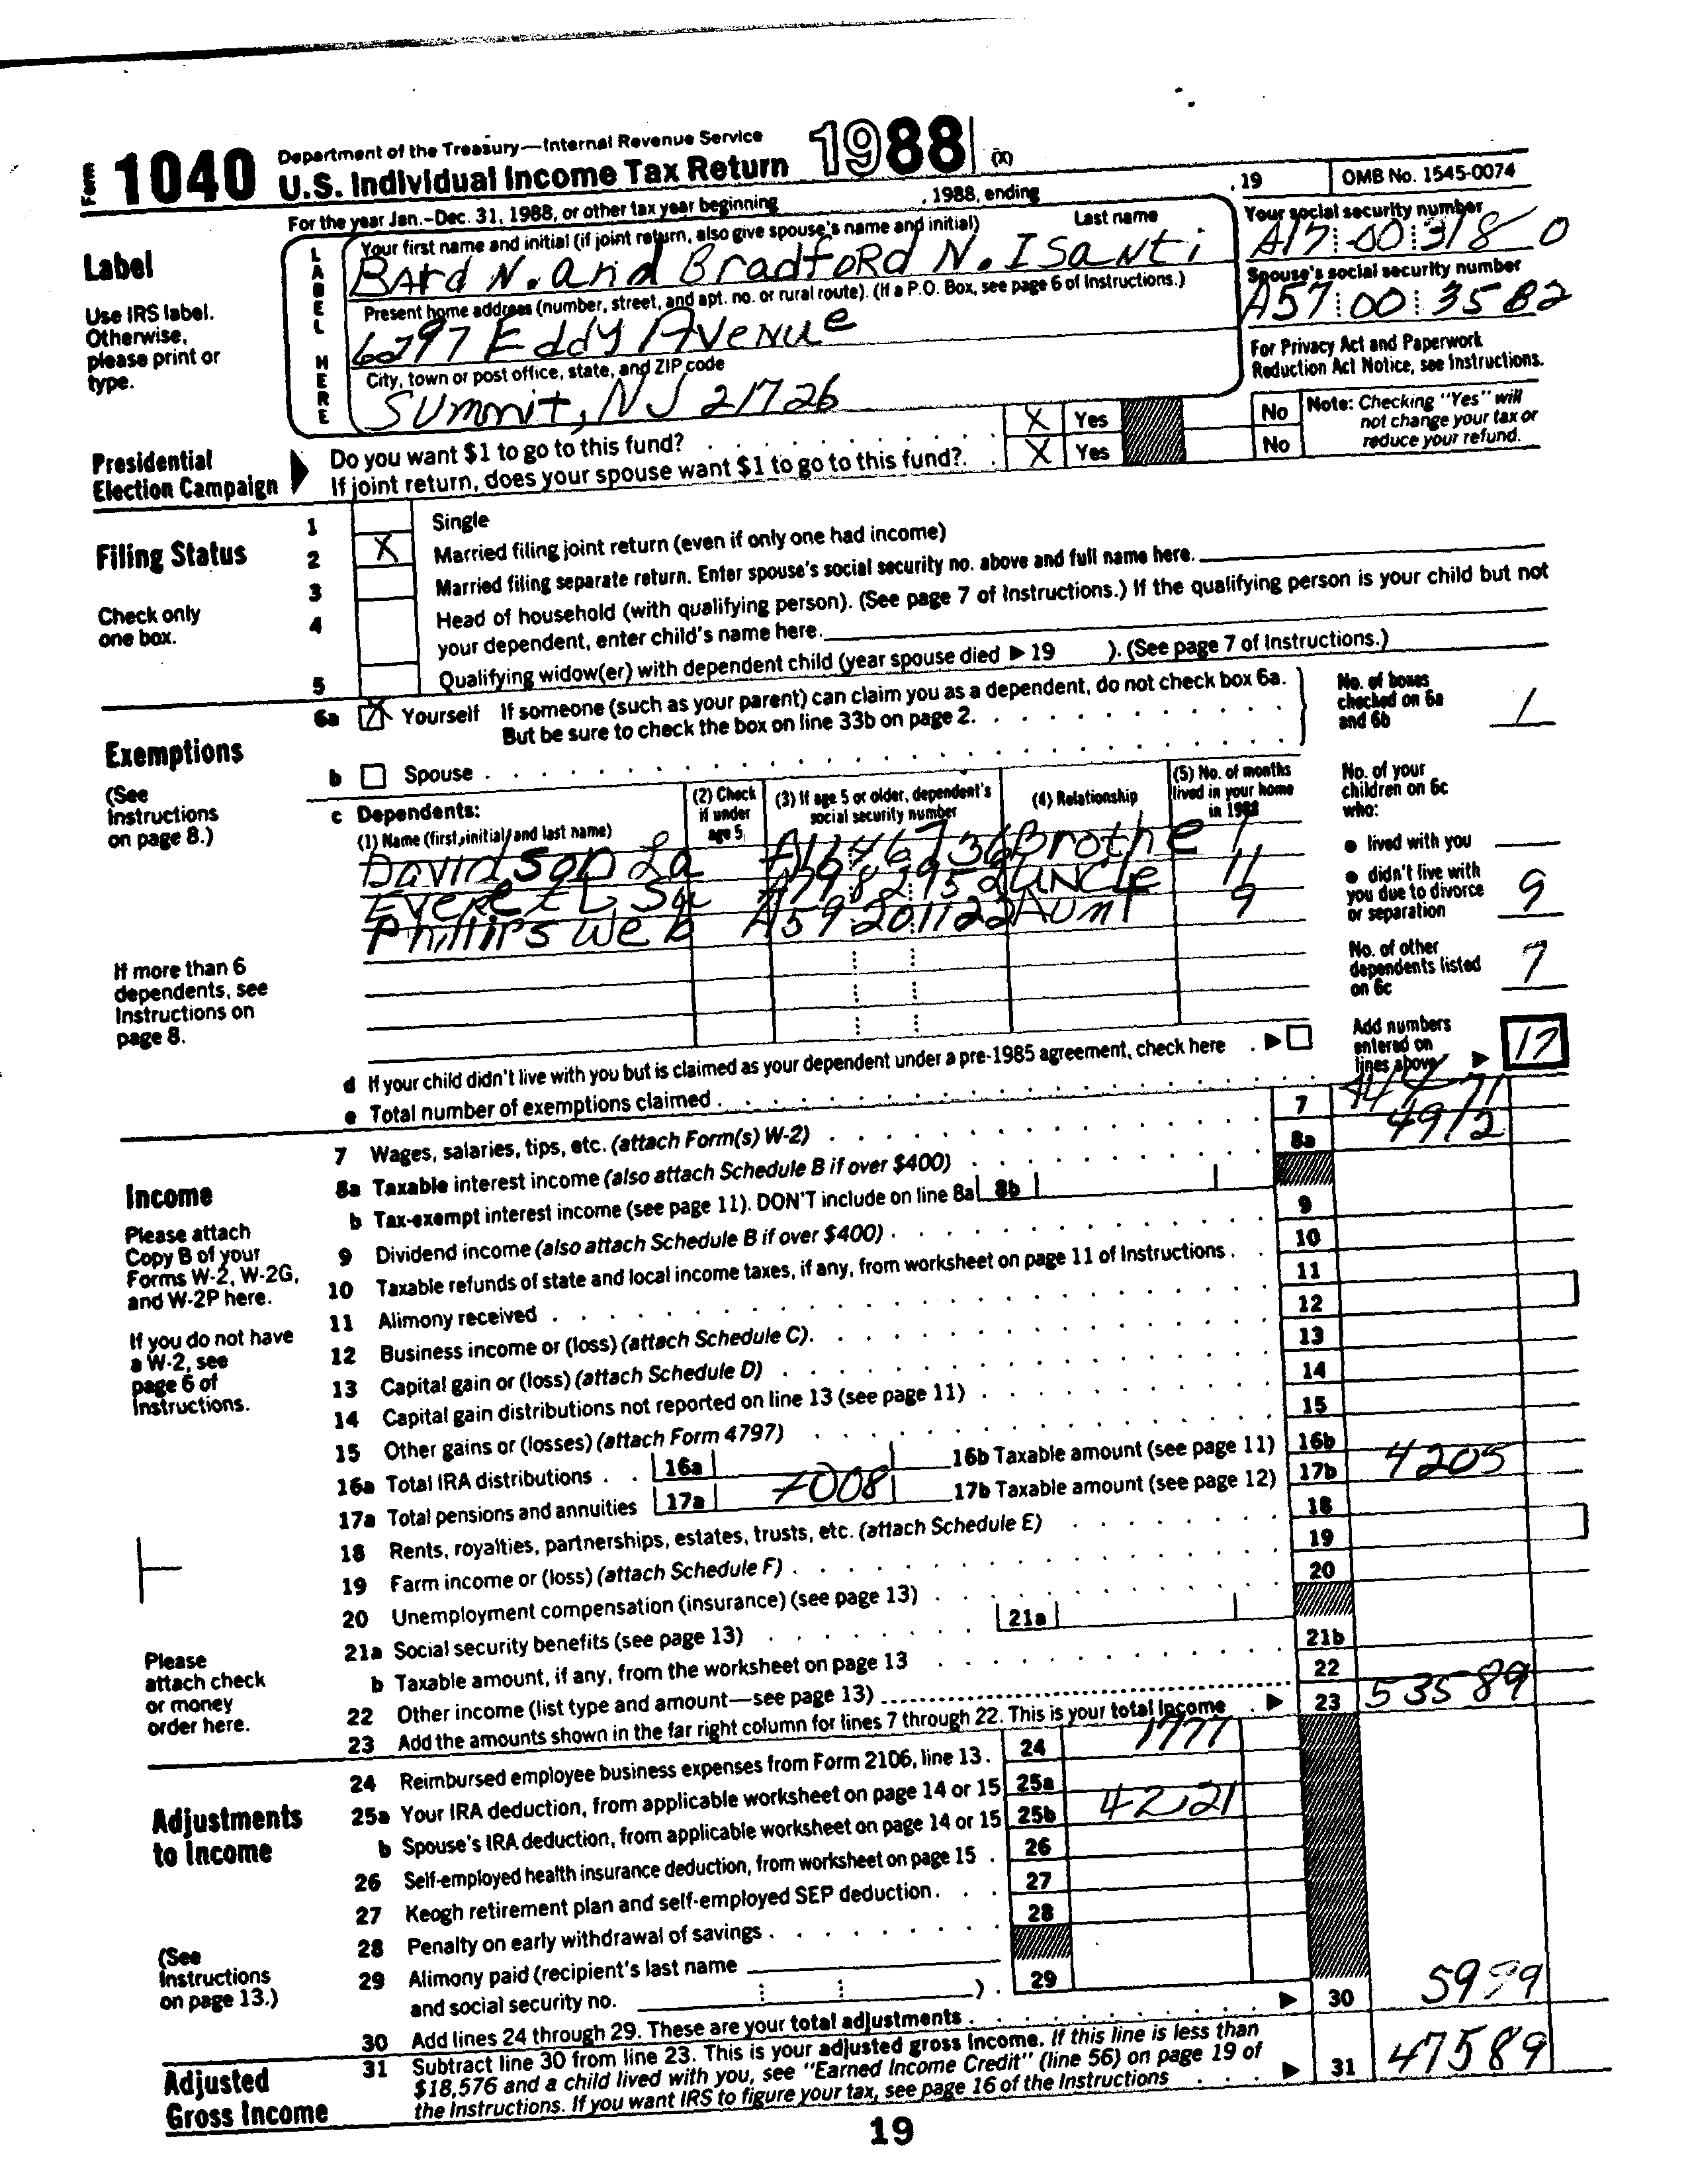 Form 1040 Department of the Treasury—Internal Revenue Service
U.S. Individual Income Tax Return 1988 (X)
For the year Jan.-Dec. 31, 1988, or other tax year beginning , 1988, ending , 19 OMB No. 1545-0074
Label
Use IRS label. Otherwise, please print or type.
LABEL HERE
Your first name and initial (if joint return, also give spouse's name and initial) Last name
Bard N. and Bradford N. Isanti
Your social security number
A17 00 3180
Present home address (number, street, and apt. no. or rural route). (If a P.O. Box, see page 6 of Instructions.)
6797 Eddy Avenue
Spouse's social security number
A57 00 3582
City, town or post office, state, and ZIP code
Summit, NJ 21726
For Privacy Act and Paperwork Reduction Act Notice, see Instructions.
Presidential Election Campaign
Do you want $1 to go to this fund? X Yes No
If joint return, does your spouse want $1 to go to this fund? X Yes No
Note: Checking "Yes" will not change your tax or reduce your refund.
Filing Status
Check only one box.
1 Single
2 X Married filing joint return (even if only one had income)
3 Married filing separate return. Enter spouse's social security no. above and full name here.
4 Head of household (with qualifying person). (See page 7 of Instructions.) If the qualifying person is your child but not
your dependent, enter child's name here.
5 Qualifying widow(er) with dependent child (year spouse died ▶ 19 ). (See page 7 of Instructions.)
Exemptions
(See Instructions on page 8.)
6a X Yourself If someone (such as your parent) can claim you as a dependent, do not check box 6a.
But be sure to check the box on line 33b on page 2.
No. of boxes checked on 6a and 6b 1
b Spouse
c Dependents:
(1) Name (first, initial, and last name) (2) Check if under age 5 (3) If age 5 or older, dependent's social security number (4) Relationship (5) No. of months lived in your home in 1988
Davidson La A16 46 736 Brothe 1
Everett Su A79 82 952 Uncle 11
Phillips Web A59 20 1122 Aunt 9
No. of your children on 6c who:
● lived with you
● didn't live with you due to divorce or separation 9
No. of other dependents listed on 6c 7
If more than 6 dependents, see Instructions on page 8.
d If your child didn't live with you but is claimed as your dependent under a pre-1985 agreement, check here ▶
e Total number of exemptions claimed
Add numbers entered on lines above ▶ 17
Income
Please attach Copy B of your Forms W-2, W-2G, and W-2P here.
If you do not have a W-2, see page 6 of Instructions.
Please attach check or money order here.
7 Wages, salaries, tips, etc. (attach Form(s) W-2) 7 44471
8a Taxable interest income (also attach Schedule B if over $400) 8a 4912
b Tax-exempt interest income (see page 11). DON'T include on line 8a 8b
9 Dividend income (also attach Schedule B if over $400) 9
10 Taxable refunds of state and local income taxes, if any, from worksheet on page 11 of Instructions 10
11 Alimony received 11
12 Business income or (loss) (attach Schedule C) 12
13 Capital gain or (loss) (attach Schedule D) 13
14 Capital gain distributions not reported on line 13 (see page 11) 14
15 Other gains or (losses) (attach Form 4797) 15
16a Total IRA distributions 16a 16b Taxable amount (see page 11) 16b
17a Total pensions and annuities 17a 7008 17b Taxable amount (see page 12) 17b 4205
18 Rents, royalties, partnerships, estates, trusts, etc. (attach Schedule E) 18
19 Farm income or (loss) (attach Schedule F) 19
20 Unemployment compensation (insurance) (see page 13) 20
21a Social security benefits (see page 13) 21a
b Taxable amount, if any, from the worksheet on page 13 21b
22 Other income (list type and amount—see page 13) 22
23 Add the amounts shown in the far right column for lines 7 through 22. This is your total income ▶ 23 53589
Adjustments to Income
(See Instructions on page 13.)
24 Reimbursed employee business expenses from Form 2106, line 13. 24 1777
25a Your IRA deduction, from applicable worksheet on page 14 or 15 25a
b Spouse's IRA deduction, from applicable worksheet on page 14 or 15 25b 4221
26 Self-employed health insurance deduction, from worksheet on page 15 26
27 Keogh retirement plan and self-employed SEP deduction 27
28 Penalty on early withdrawal of savings 28
29 Alimony paid (recipient's last name
and social security no. ) 29
30 Add lines 24 through 29. These are your total adjustments ▶ 30 5999
Adjusted Gross Income
31 Subtract line 30 from line 23. This is your adjusted gross income. If this line is less than
$18,576 and a child lived with you, see "Earned Income Credit" (line 56) on page 19 of
the Instructions. If you want IRS to figure your tax, see page 16 of the Instructions ▶ 31 47589
19